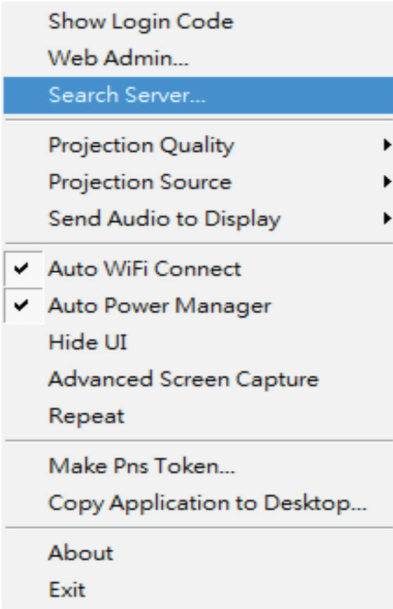 Show Login Code
Web Admin...
Search Server...
Projection Quality
Projection Source
Send Audio to Display
Auto WiFi Connect
Auto Power Manager
Hide UI
Advanced Screen Capture
Repeat
Make Pns Token...
Copy Application to Desktop...
About
Exit